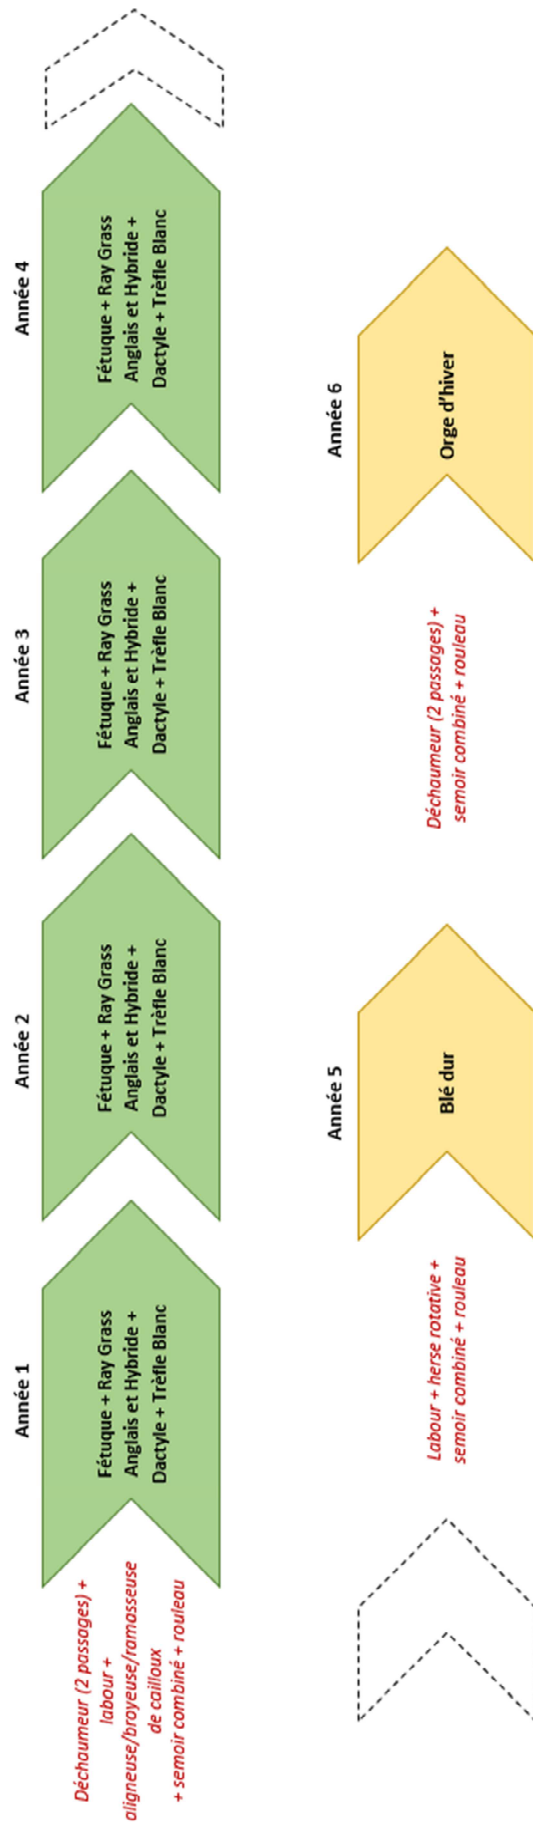 Année 1
Déchaumeur (2 passages) +
labour +
aligneuse/broyeuse/ramasseuse
de cailloux
+ semoir combiné + rouleau
Fétuque + Ray Grass
Anglais et Hybride +
Dactyle + Trèfle Blanc
Année 2
Fétuque + Ray Grass
Anglais et Hybride +
Dactyle + Trèfle Blanc
Année 3
Fétuque + Ray Grass
Anglais et Hybride +
Dactyle + Trèfle Blanc
Année 4
Fétuque + Ray Grass
Anglais et Hybride +
Dactyle + Trèfle Blanc
Labour + herse rotative +
semoir combiné + rouleau
Année 5
Blé dur
Déchaumeur (2 passages) +
semoir combiné + rouleau
Année 6
Orge d'hiver